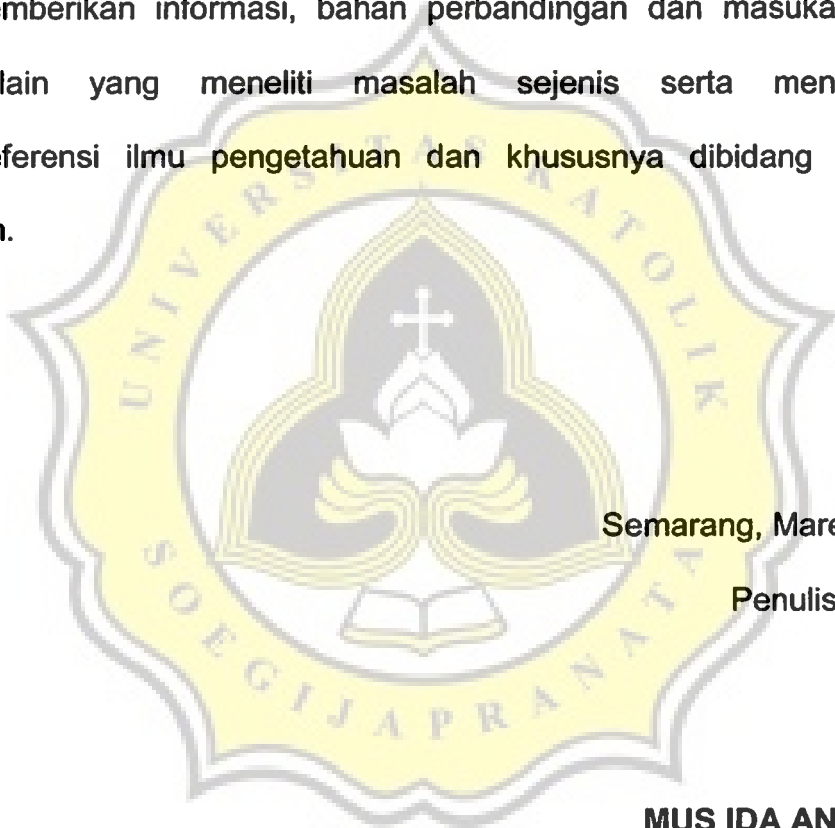 emberikan informasi, bahan perbandingan dan masuka
lain yang meneliti masalah sejenis serta men
eferensi ilmu pengetahuan dan khususnya dibidang
n.
UNIVERSITAS KATOLIK
SOEGIJAPRANATA
Semarang, Mare
Penulis
MUS IDA AN